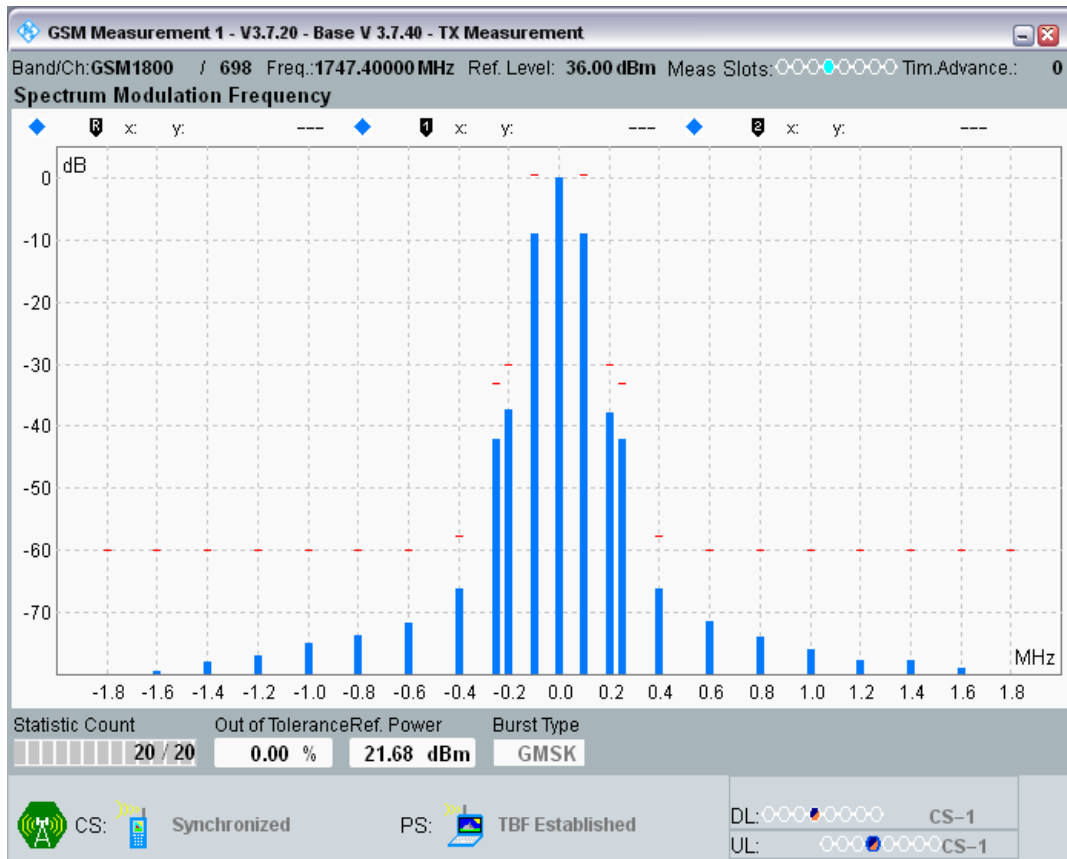 GSM Measurement 1 - V3.7.20 - Base V 3.7.40 - TX Measurement
Band/Ch:GSM1800 / 698 Freq.:1747.40000 MHz Ref. Level: 36.00 dBm Meas Slots: Tim.Advance.: 0
Spectrum Modulation Frequency
R x: y: --- 1 x: y: --- 2 x: y: ---
dB
0
-10
-20
-30
-40
-50
-60
-70
MHz
-1.8 -1.6 -1.4 -1.2 -1.0 -0.8 -0.6 -0.4 -0.2 0.0 0.2 0.4 0.6 0.8 1.0 1.2 1.4 1.6 1.8
Statistic Count Out of Tolerance Ref. Power Burst Type
20 / 20 0.00 % 21.68 dBm GMSK
CS: Synchronized PS: TBF Established DL: CS-1
UL: CS-1